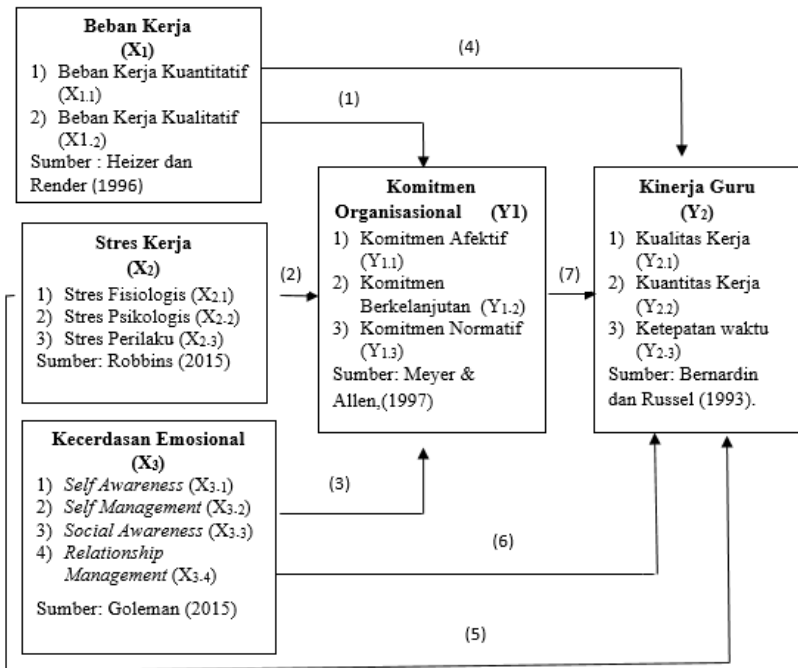 Beban Kerja
(X1)
1) Beban Kerja Kuantitatif
(X1.1)
2) Beban Kerja Kualitatif
(X1.2)
Sumber : Heizer dan
Render (1996)
(4)
(1)
Stres Kerja
(X2)
1) Stres Fisiologis (X2.1)
2) Stres Psikologis (X2.2)
3) Stres Perilaku (X2.3)
Sumber: Robbins (2015)
(2)
Komitmen
Organisasional (Y1)
1) Komitmen Afektif
(Y1.1)
2) Komitmen
Berkelanjutan (Y1.2)
3) Komitmen Normatif
(Y1.3)
Sumber: Meyer &
Allen,(1997)
(7)
Kinerja Guru
(Y2)
1) Kualitas Kerja
(Y2.1)
2) Kuantitas Kerja
(Y2.2)
3) Ketepatan waktu
(Y2.3)
Sumber: Bernardin
dan Russel (1993).
Kecerdasan Emosional
(X3)
1) Self Awareness (X3.1)
2) Self Management (X3.2)
3) Social Awareness (X3.3)
4) Relationship
Management (X3.4)
Sumber: Goleman (2015)
(3)
(6)
(5)